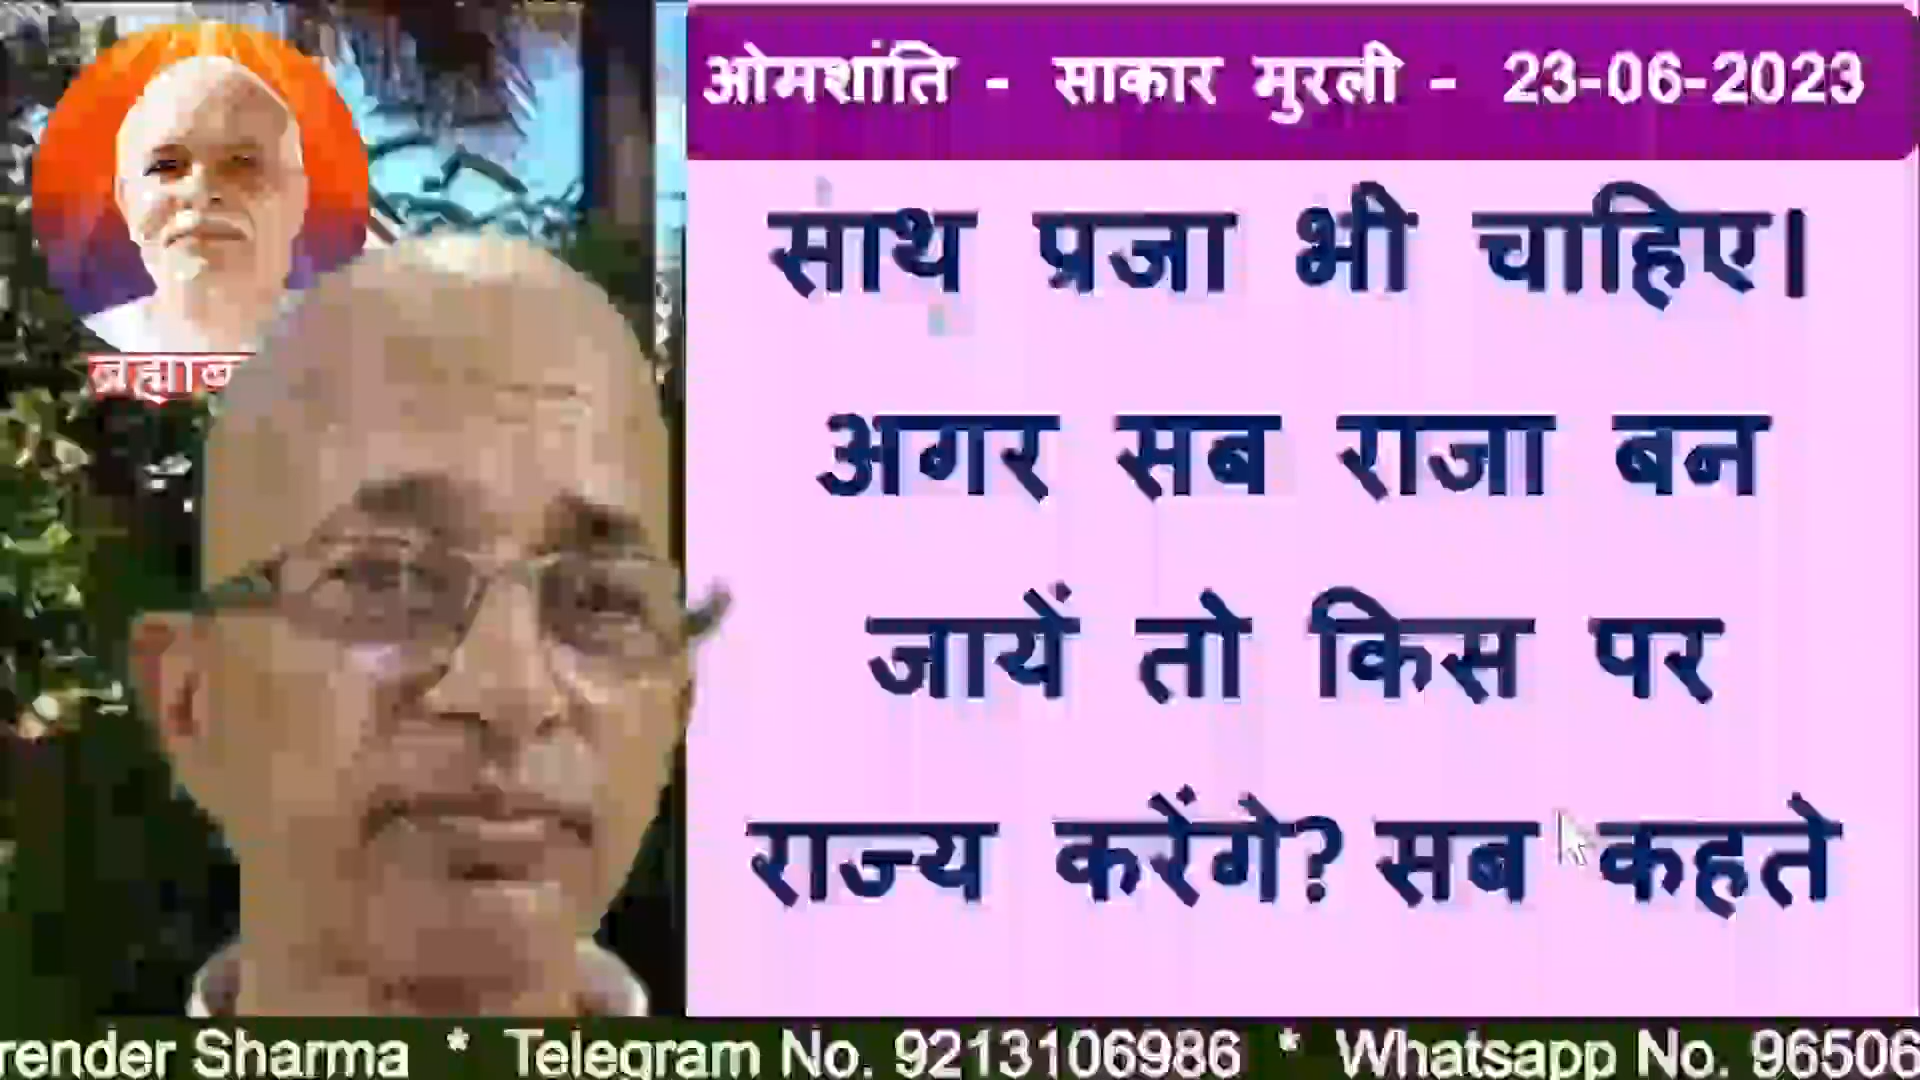 ओमशांति - साकार मुरली - 23-06-2023
साथ प्रजा भी चाहिए।
अगर सब राजा बन
जायें तो किस पर
राज्य करेंगे? सब कहते
render Sharma * Telegram No. 9213106986 * Whatsapp No. 96506